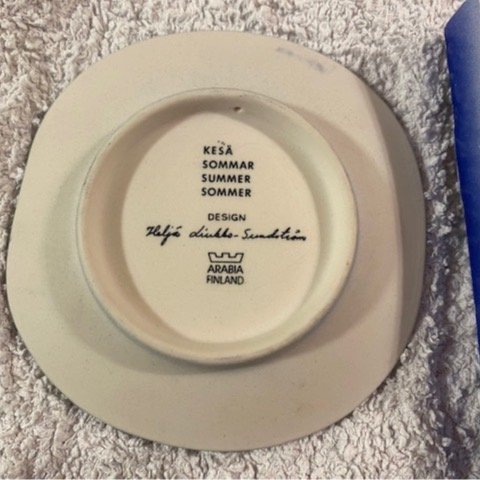 KESÄ
SOMMAR
SUMMER
SOMMER
DESIGN
Heljä Liukko-Sundström
ARABIA
FINLAND